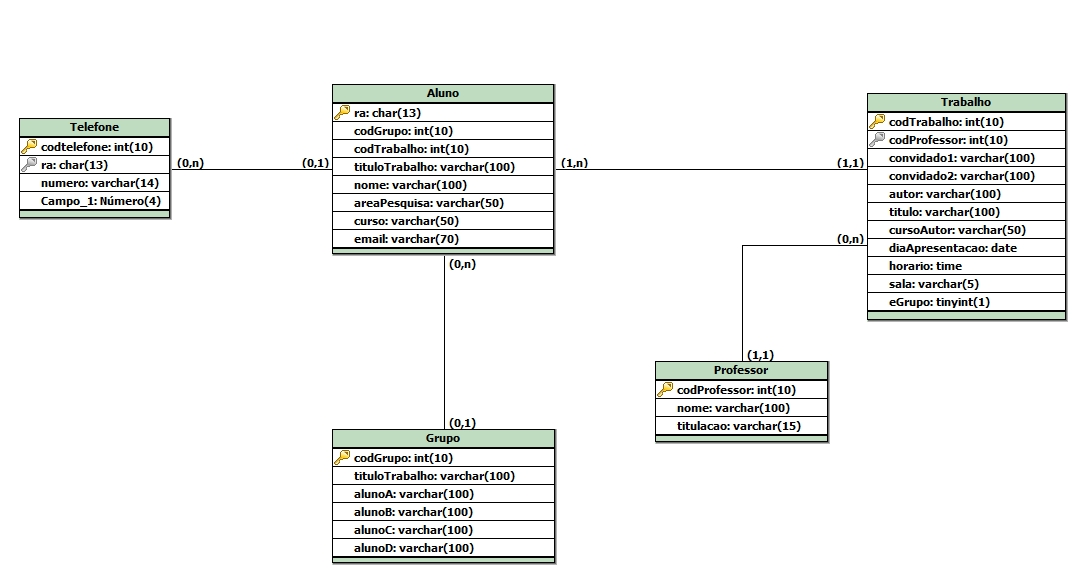 Telefone
codtelefone: int(10)
ra: char(13)
numero: varchar(14)
Campo_1: Número(4)
(0,n)
(0,1)
Aluno
ra: char(13)
codGrupo: int(10)
codTrabalho: int(10)
tituloTrabalho: varchar(100)
nome: varchar(100)
areaPesquisa: varchar(50)
curso: varchar(50)
email: varchar(70)
(1,n)
(1,1)
Trabalho
codTrabalho: int(10)
codProfessor: int(10)
convidado1: varchar(100)
convidado2: varchar(100)
autor: varchar(100)
titulo: varchar(100)
cursoAutor: varchar(50)
diaApresentacao: date
horario: time
sala: varchar(5)
eGrupo: tinyint(1)
(0,n)
(1,1)
Professor
codProfessor: int(10)
nome: varchar(100)
titulacao: varchar(15)
(0,n)
(0,1)
Grupo
codGrupo: int(10)
tituloTrabalho: varchar(100)
alunoA: varchar(100)
alunoB: varchar(100)
alunoC: varchar(100)
alunoD: varchar(100)